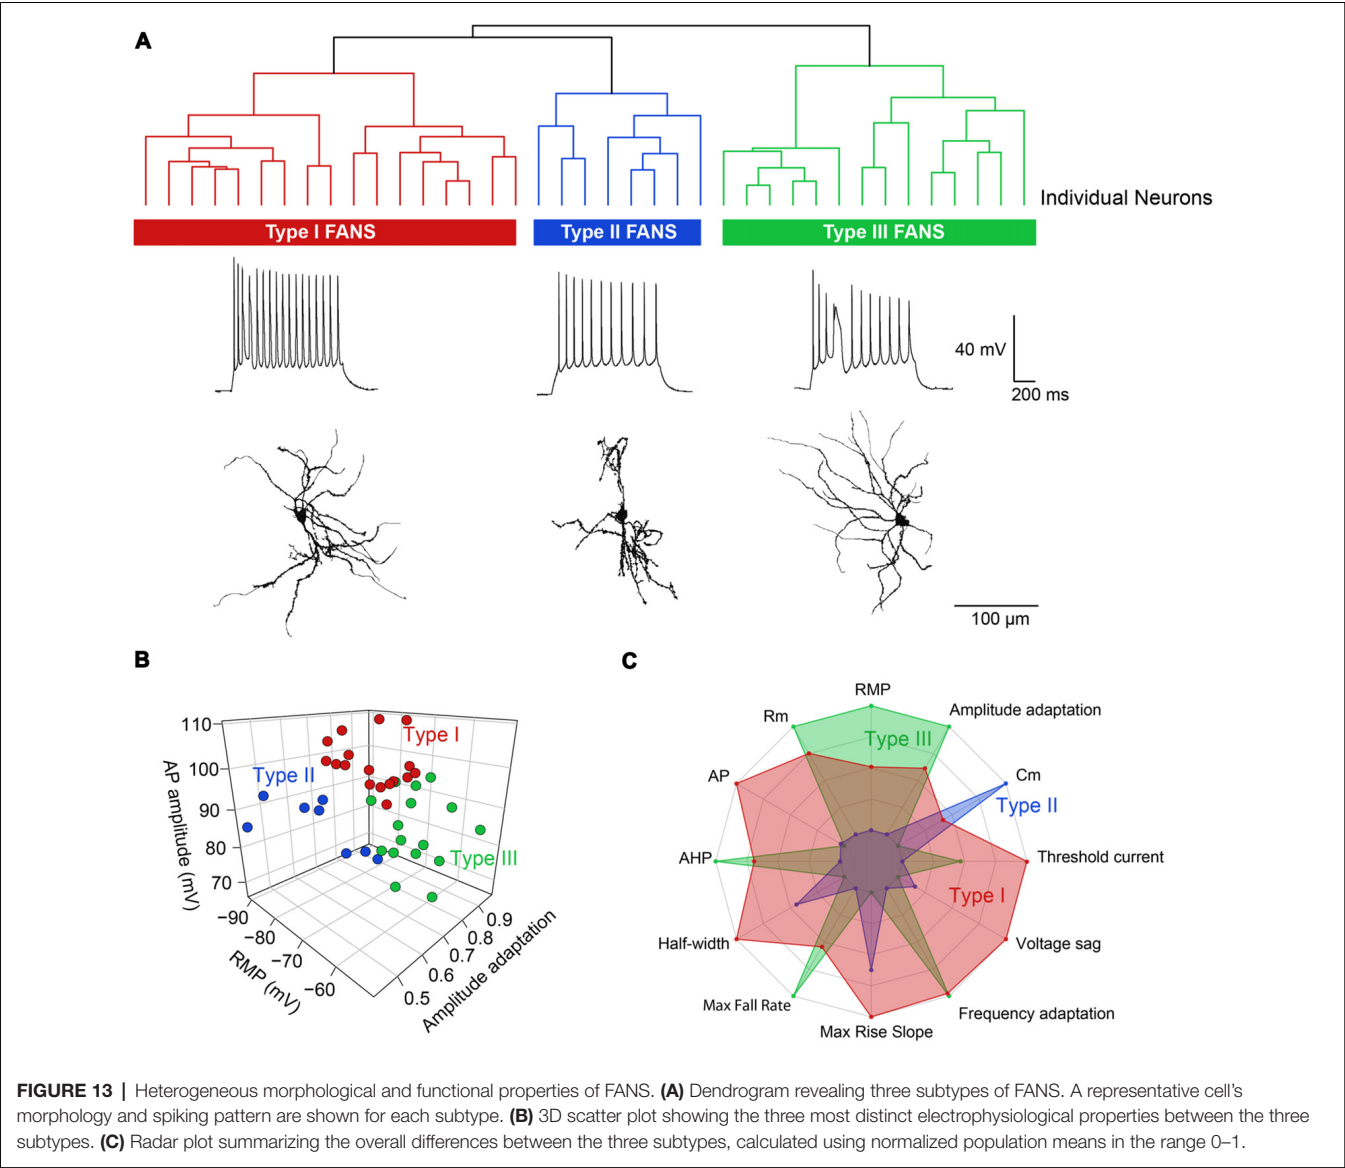 A
Individual Neurons
Type I FANS
Type II FANS
Type III FANS
40 mV
200 ms
100 µm
B
110
100
90
80
70
AP amplitude (mV)
−90
−80
−70
−60
RMP (mV)
0.5
0.6
0.7
0.8
0.9
Amplitude adaptation
Type I
Type II
Type III
C
RMP
Amplitude adaptation
Cm
Threshold current
Voltage sag
Frequency adaptation
Max Rise Slope
Max Fall Rate
Half-width
AHP
AP
Rm
Type III
Type II
Type I
FIGURE 13 | Heterogeneous morphological and functional properties of FANS. (A) Dendrogram revealing three subtypes of FANS. A representative cell's
morphology and spiking pattern are shown for each subtype. (B) 3D scatter plot showing the three most distinct electrophysiological properties between the three
subtypes. (C) Radar plot summarizing the overall differences between the three subtypes, calculated using normalized population means in the range 0–1.